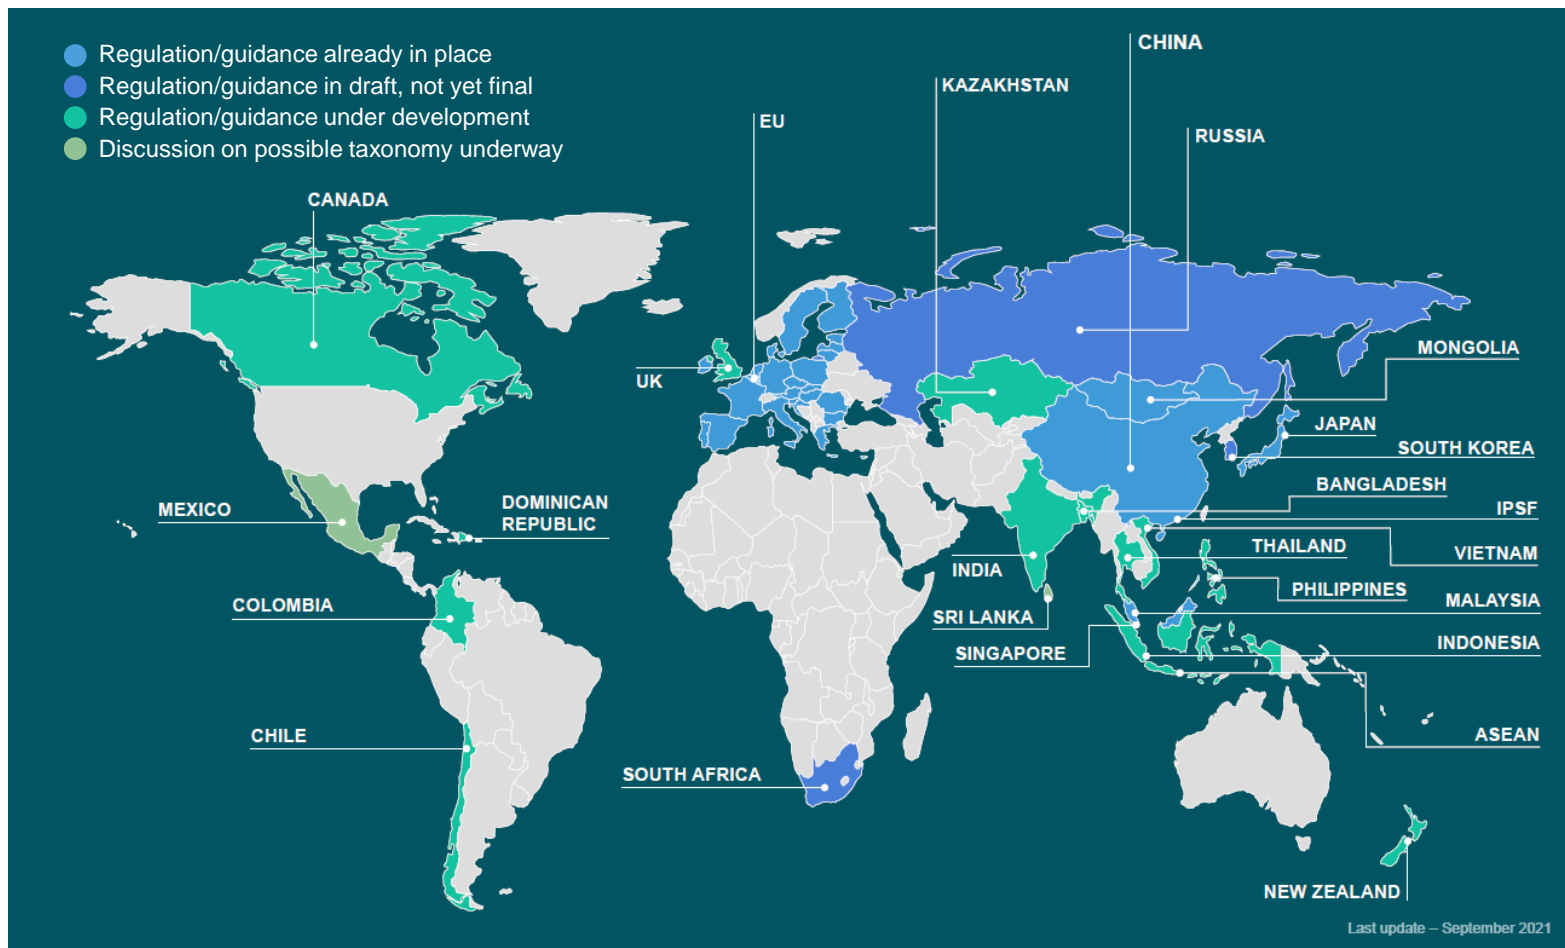 Regulation/guidance already in place
Regulation/guidance in draft, not yet final
Regulation/guidance under development
Discussion on possible taxonomy underway
CHINA
KAZAKHSTAN
EU
RUSSIA
CANADA
MONGOLIA
UK
JAPAN
SOUTH KOREA
BANGLADESH
MEXICO
DOMINICAN
REPUBLIC
IPSF
THAILAND
VIETNAM
INDIA
PHILIPPINES
COLOMBIA
MALAYSIA
SRI LANKA
INDONESIA
SINGAPORE
CHILE
ASEAN
SOUTH AFRICA
NEW ZEALAND
Last update – September 2021